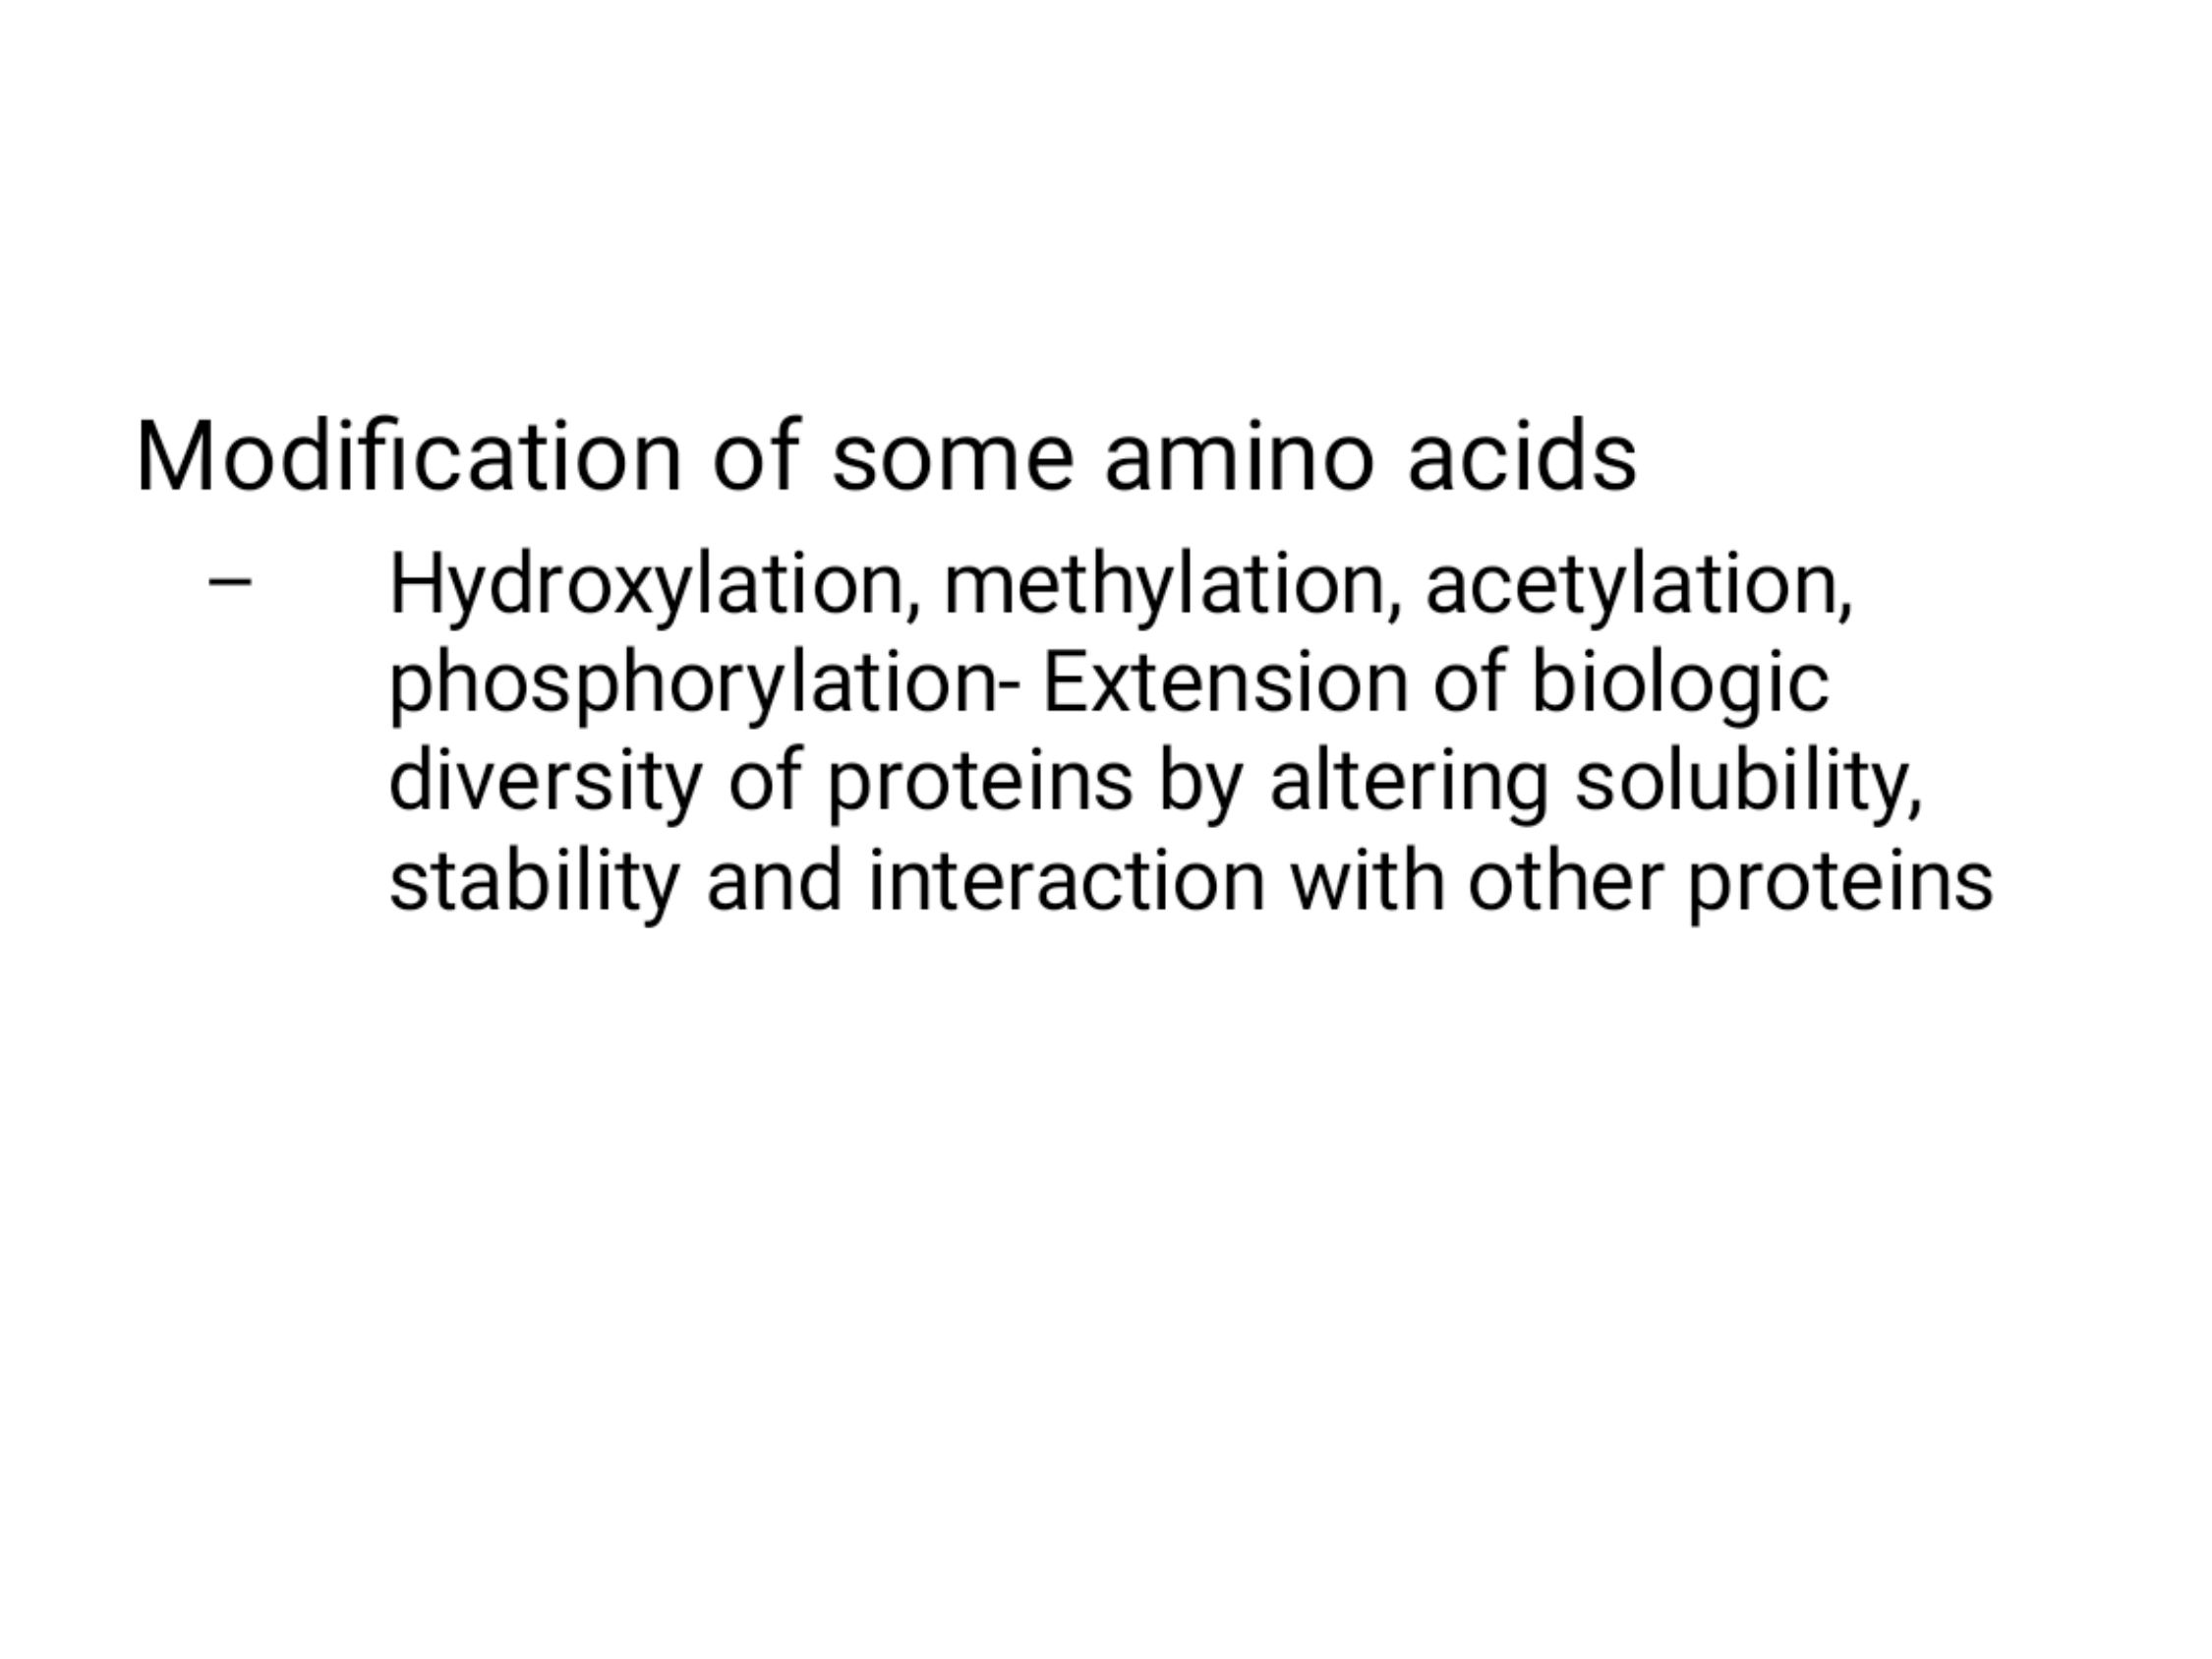 Modification of some amino acids
– Hydroxylation, methylation, acetylation,
phosphorylation- Extension of biologic
diversity of proteins by altering solubility,
stability and interaction with other proteins